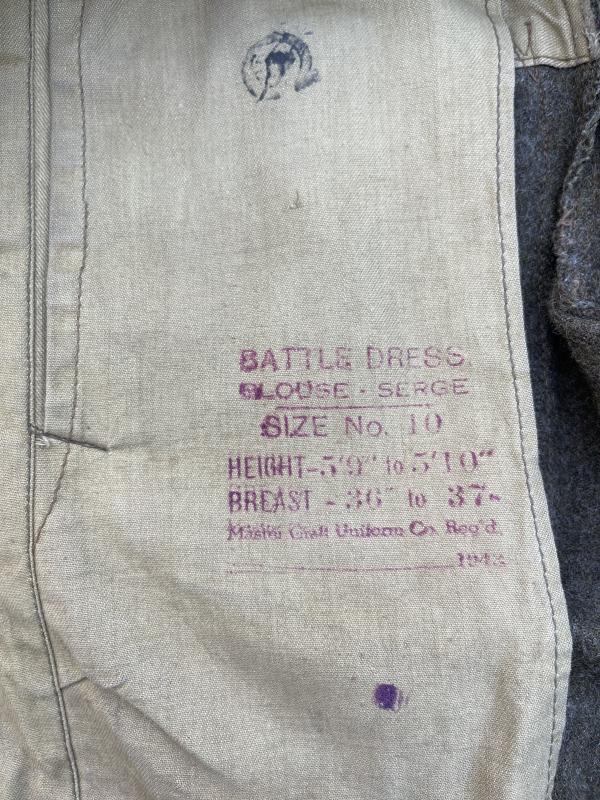 BATTLE DRESS
BLOUSE - SERGE
SIZE No. 10
HEIGHT - 5'9" to 5'10"
BREAST - 36" to 37"
Master Craft Uniform Co. Reg'd.